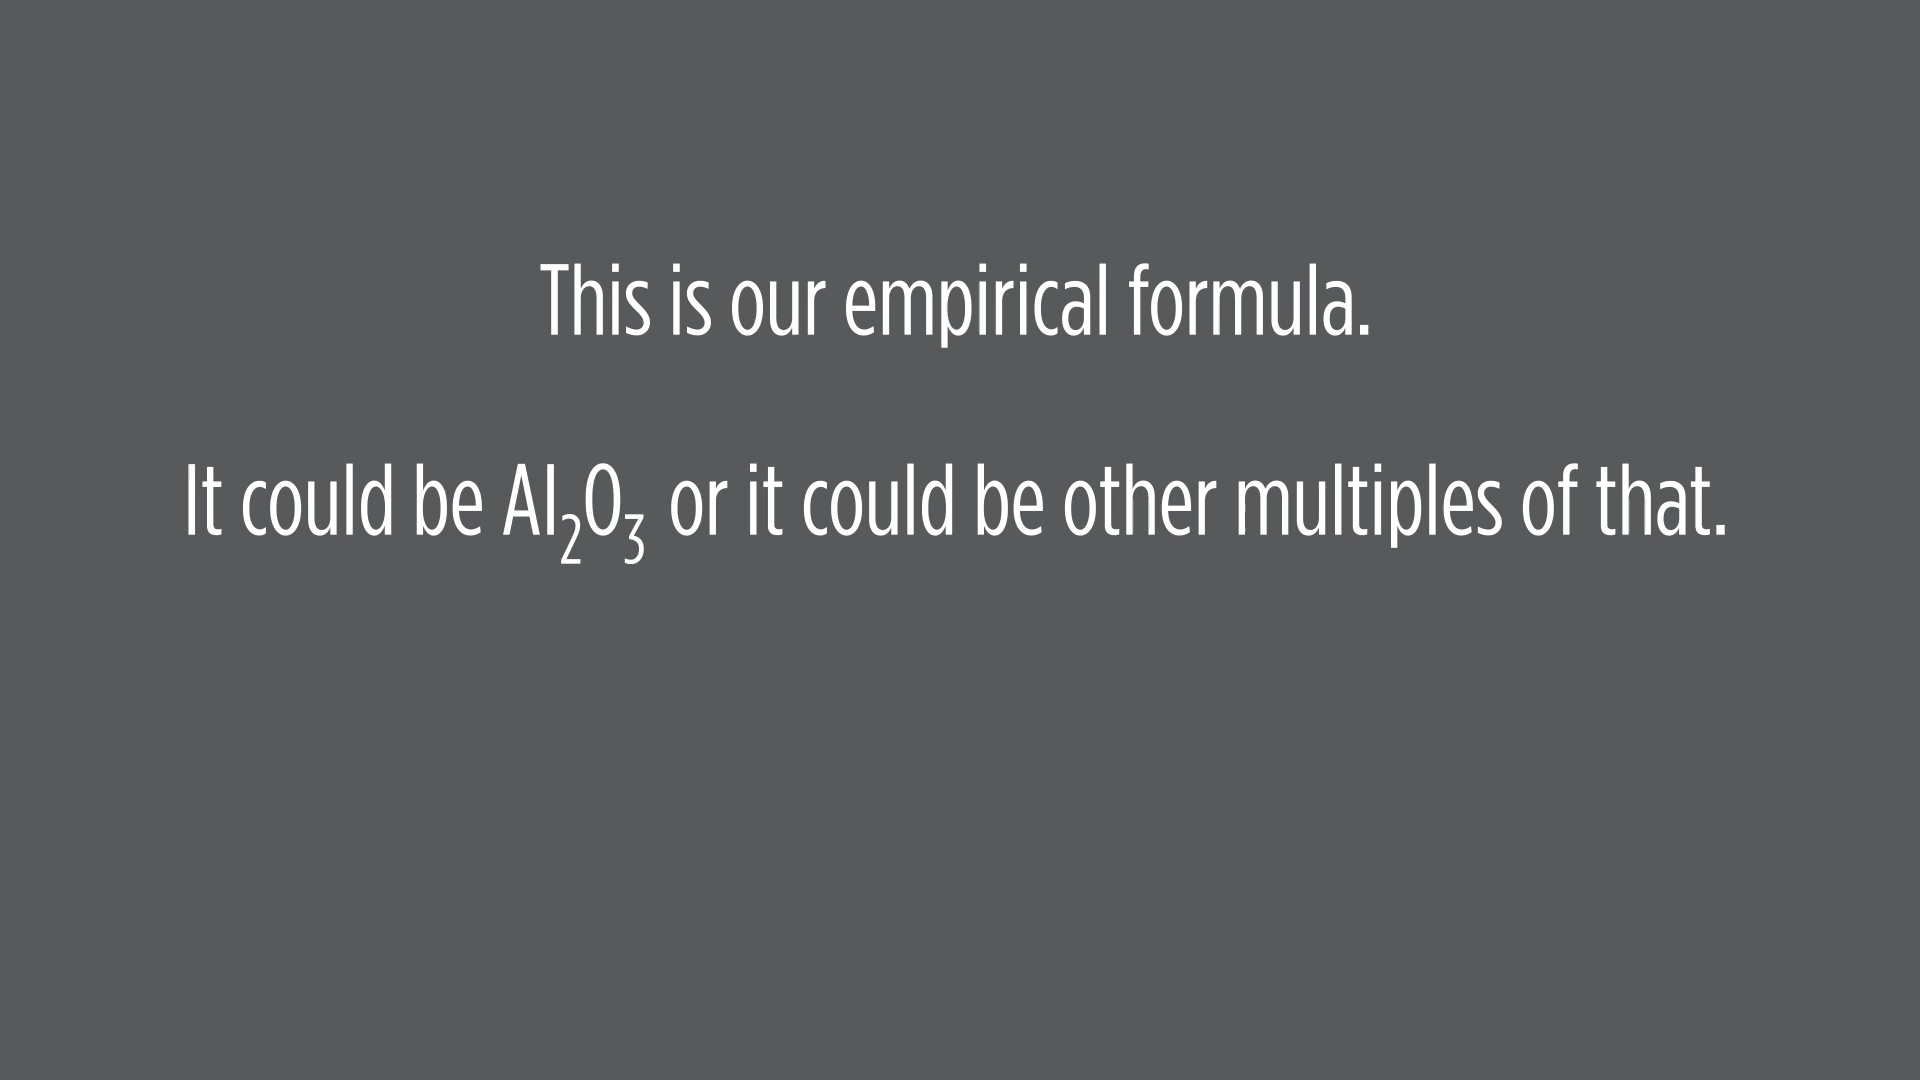 This is our empirical formula.
It could be Al₂O₃ or it could be other multiples of that.